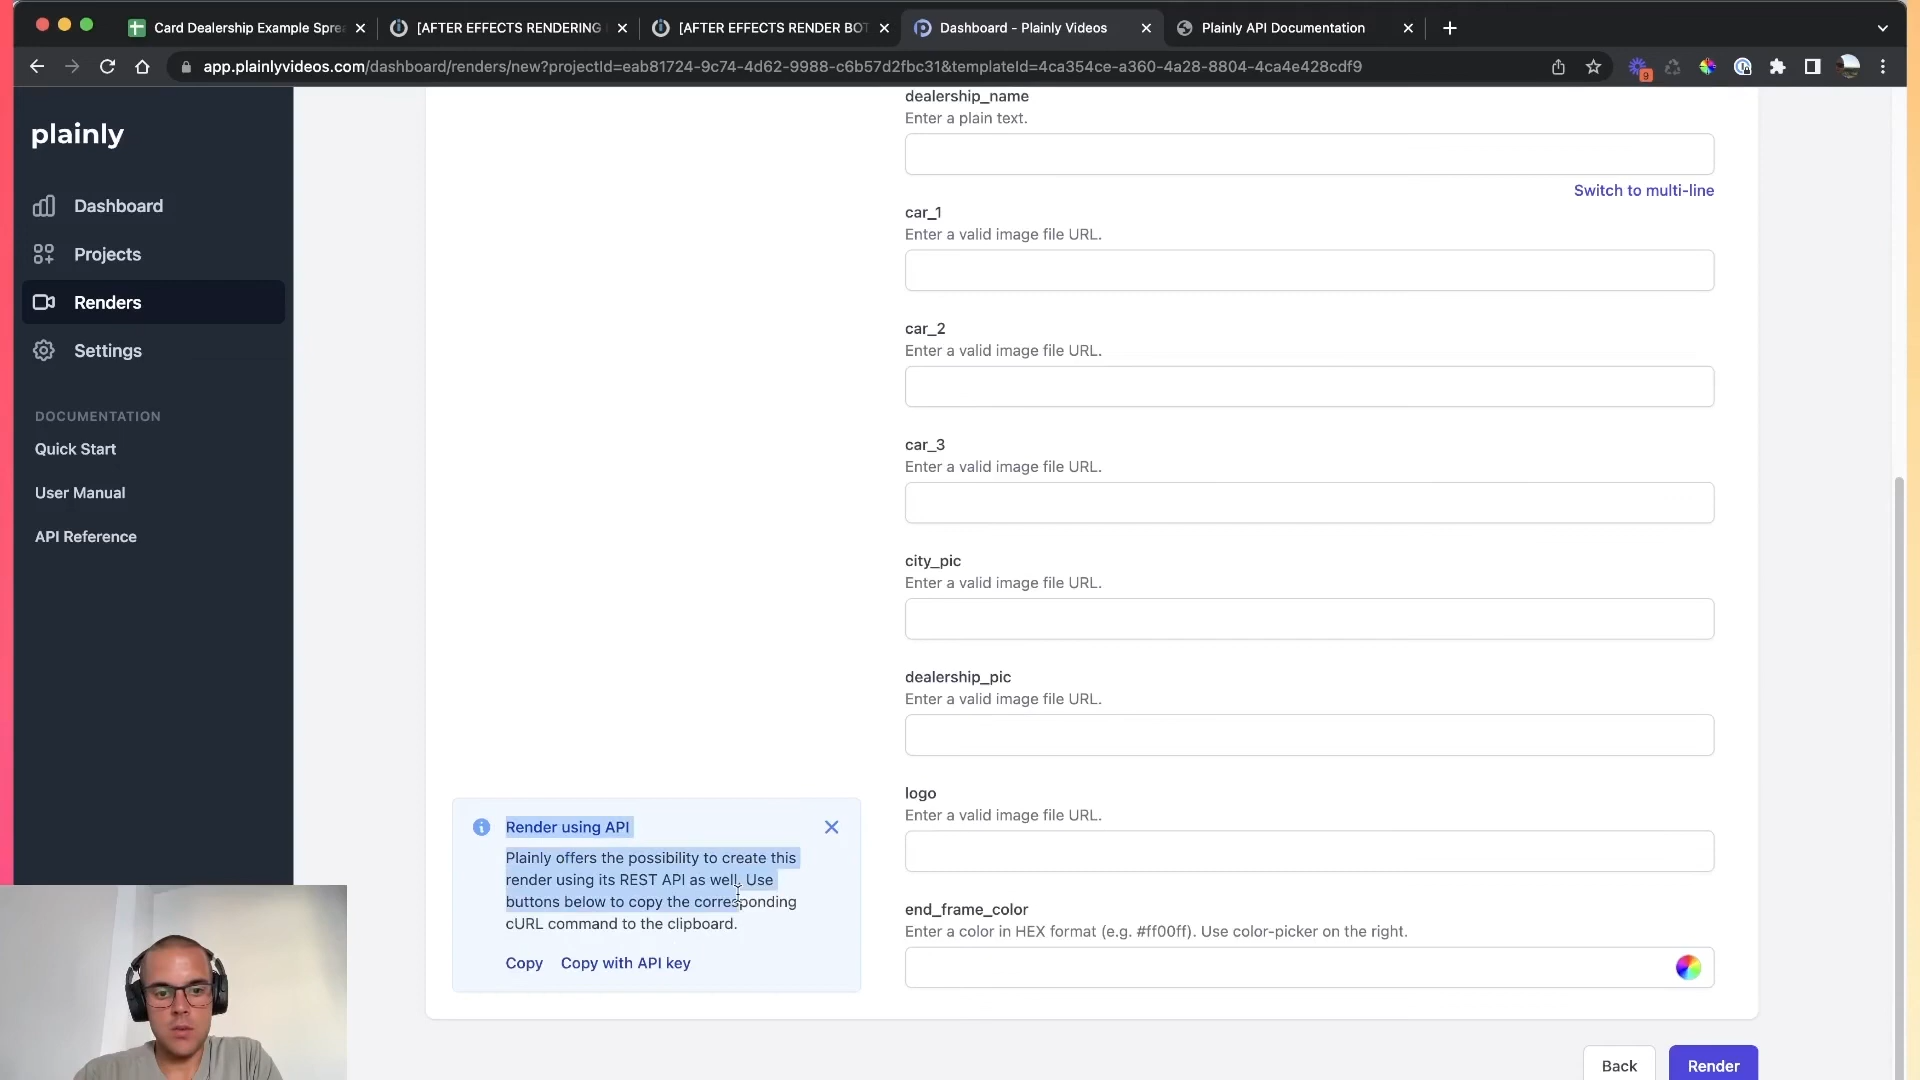 Card Dealership Example Spre
[AFTER EFFECTS RENDERING
[AFTER EFFECTS RENDER BOT
Dashboard - Plainly Videos
Plainly API Documentation
app.plainlyvideos.com/dashboard/renders/new?projectId=eab81724-9c74-4d62-9988-c6b57d2fbc31&templateId=4ca354ce-a360-4a28-8804-4ca4e428cdf9
9
plainly
Dashboard
Projects
Renders
Settings
DOCUMENTATION
Quick Start
User Manual
API Reference
dealership_name
Enter a plain text.
Switch to multi-line
car_1
Enter a valid image file URL.
car_2
Enter a valid image file URL.
car_3
Enter a valid image file URL.
city_pic
Enter a valid image file URL.
dealership_pic
Enter a valid image file URL.
logo
Enter a valid image file URL.
end_frame_color
Enter a color in HEX format (e.g. #ff00ff). Use color-picker on the right.
Render using API
Plainly offers the possibility to create this
render using its REST API as well. Use
buttons below to copy the corresponding
cURL command to the clipboard.
Copy
Copy with API key
Back
Render